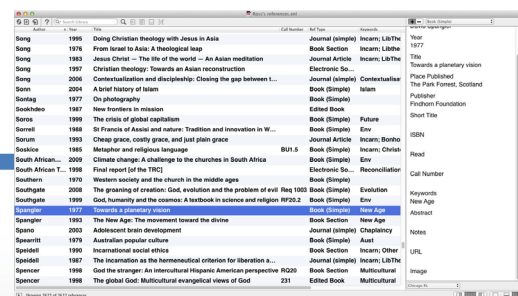 Ross's references.enl
Search Library
Author Year Title Call Number Ref Type Keywords
Song 1995 Doing Christian theology with Jesus in Asia Journal (simple) Incarn; LibThe
Song 1976 From Israel to Asia: A theological leap Book Section Incarn; Libthe
Song 1983 Jesus Christ — The life of the world — An Asian meditation Journal Article Incarn; LibThe
Song 1997 Christian theology: Towards an Asian reconstruction Electronic So...
Song 2006 Contextualization and discipleship: Closing the gap between t... Journal (simple) Contextualisat
Sonn 2004 A brief history of Islam Book (Simple) Islam
Sontag 1977 On photography Book (Simple)
Sookhdeo 1987 New frontiers in mission Edited Book
Soros 1999 The crisis of global capitalism Book (Simple) Future
Sorrell 1988 St Francis of Assisi and nature: Tradition and innovation in W... Book (Simple) Env
Sorum 1993 Cheap grace, costly grace, and just plain grace Journal Article Incarn; Bonho
Soskice 1985 Metaphor and religious language BU1.5 Book (Simple) Incarn; Christ
South African... 2009 Climate change: A challenge to the churches in South Africa Book (Simple) Env
South African T... 1998 Final report [of the TRC] Electronic So... Reconciliation
Southern 1970 Western society and the church in the middle ages Book (Simple)
Southgate 2008 The groaning of creation: God, evolution and the problem of evil Req 1003 Book (Simple) Evolution
Southgate 1999 God, humanity and the cosmos: A textbook in science and religion RF20.2 Book (Simple) Env
Spangler 1977 Towards a planetary vision Book (Simple) New Age
Spangler 1993 The New Age: The movement toward the divine Book Section New Age
Spano 2003 Adolescent brain development Journal (simple) Chaplaincy
Spearritt 1979 Australian popular culture Book (Simple) Aust
Speidell 1990 Incarnational social ethics Book Section Incarn; Other
Speidell 1987 The incarnation as the hermeneutical criterion for liberation a... Journal (simple) Incarn; LibThe
Spencer 1998 God the stranger: An intercultural Hispanic American perspective RQ20 Book Section Multicultural
Spencer 1998 The global God: Multicultural evangelical views of God 231 Edited Book Multicultural
Book (Simple)
Year
1977
Title
Towards a planetary vision
Place Published
The Park Forrest, Scotland
Publisher
Findhorn Foundation
Short Title
ISBN
Read
Call Number
Keywords
New Age
Abstract
Notes
URL
Image